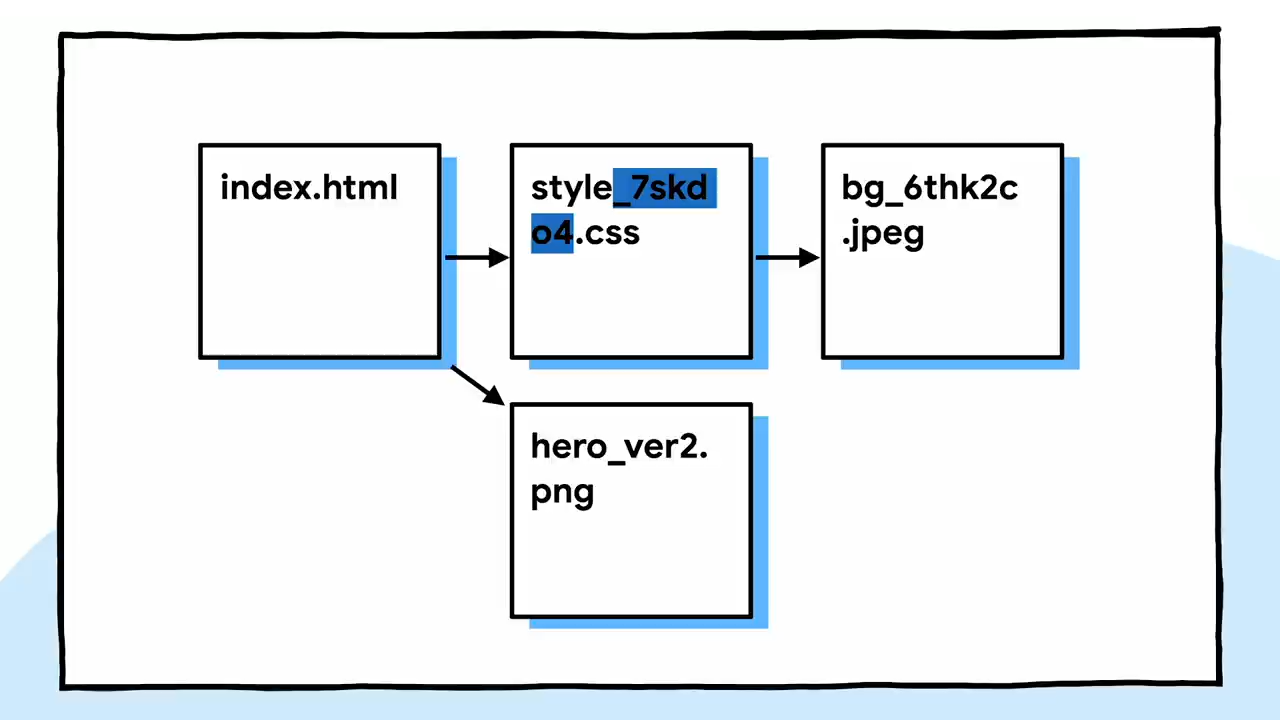 index.html
style_7skd
o4.css
bg_6thk2c
.jpeg
hero_ver2.
png